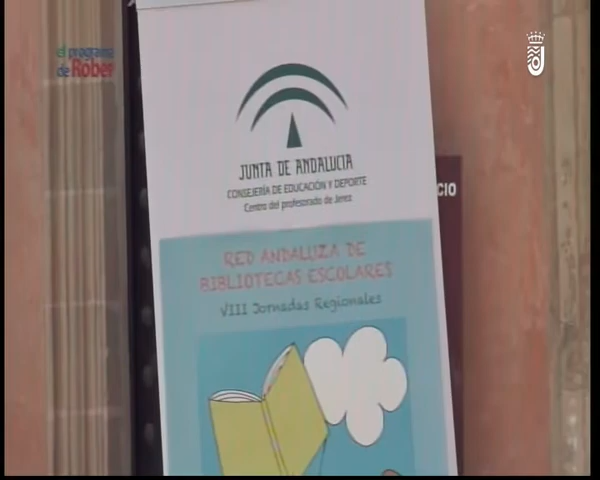 el programa
de Róber
JUNTA DE ANDALUCIA
CONSEJERÍA DE EDUCACIÓN Y DEPORTE
Centro del profesorado de Jerez
CIO
RED ANDALUZA DE
BIBLIOTECAS ESCOLARES
VIII Jornadas Regionales